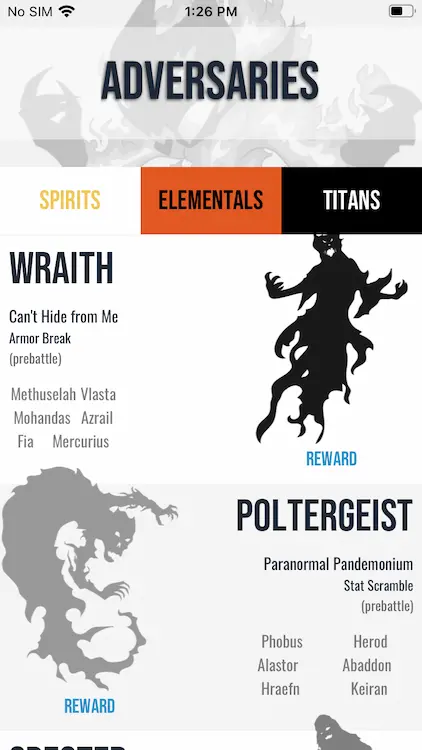 No SIM 1:26 PM
ADVERSARIES
SPIRITS ELEMENTALS TITANS
WRAITH
Can't Hide from Me
Armor Break
(prebattle)
Methuselah Vlasta
Mohandas Azrail
Fia Mercurius
REWARD
POLTERGEIST
Paranormal Pandemonium
Stat Scramble
(prebattle)
Phobus Herod
Alastor Abaddon
Hraefn Keiran
REWARD